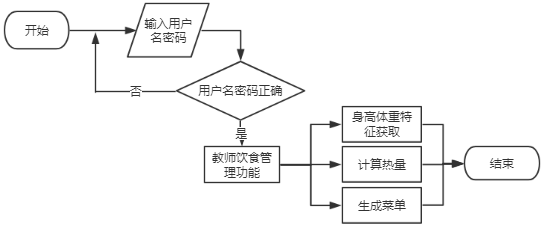 开始
输入用户
名密码
用户名密码正确
否
是
教师饮食管
理功能
身高体重特
征获取
计算热量
生成菜单
结束